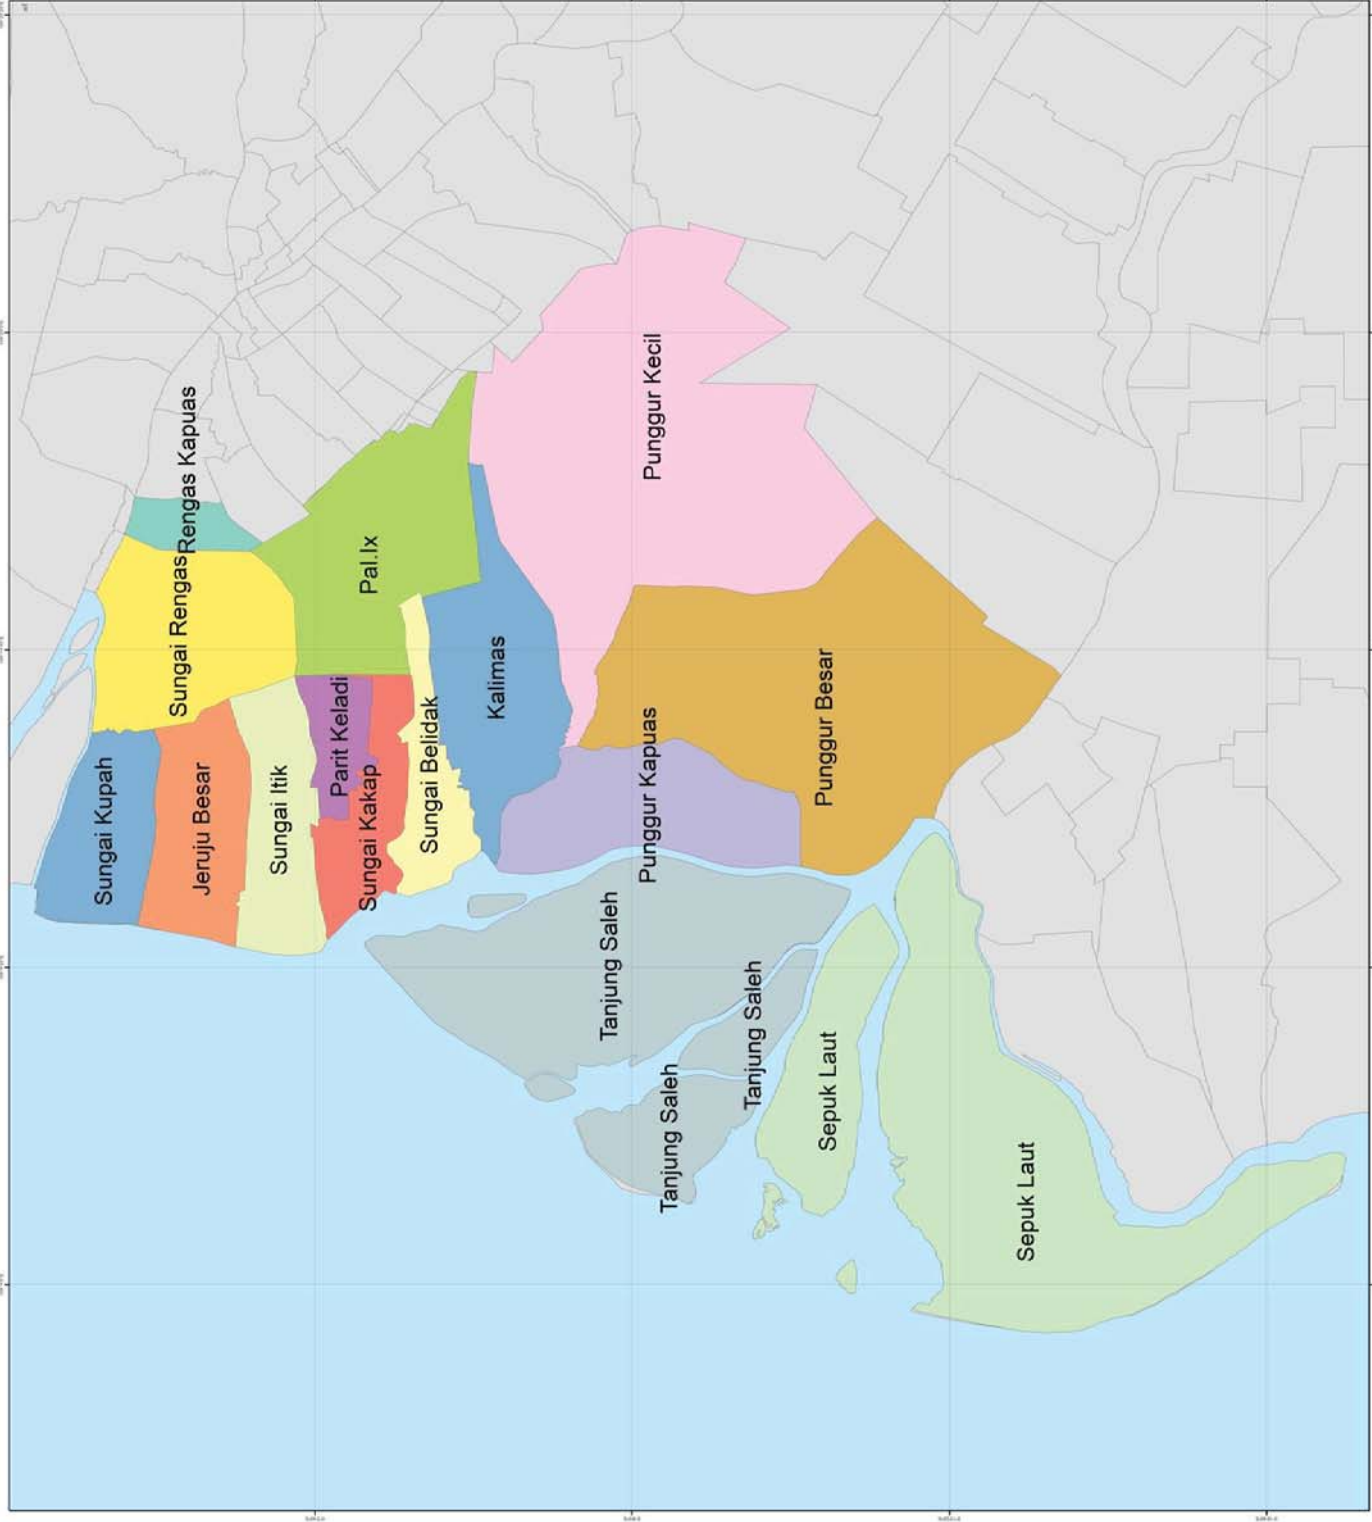 Rengas Kapuas
Sungai Rengas
Pal.Ix
Punggur Kecil
Sungai Kupah
Jeruju Besar
Sungai Itik
Parit Keladi
Sungai Kakap
Sungai Belidak
Kalimas
Punggur Kapuas
Punggur Besar
Tanjung Saleh
Tanjung Saleh
Tanjung Saleh
Sepuk Laut
Sepuk Laut